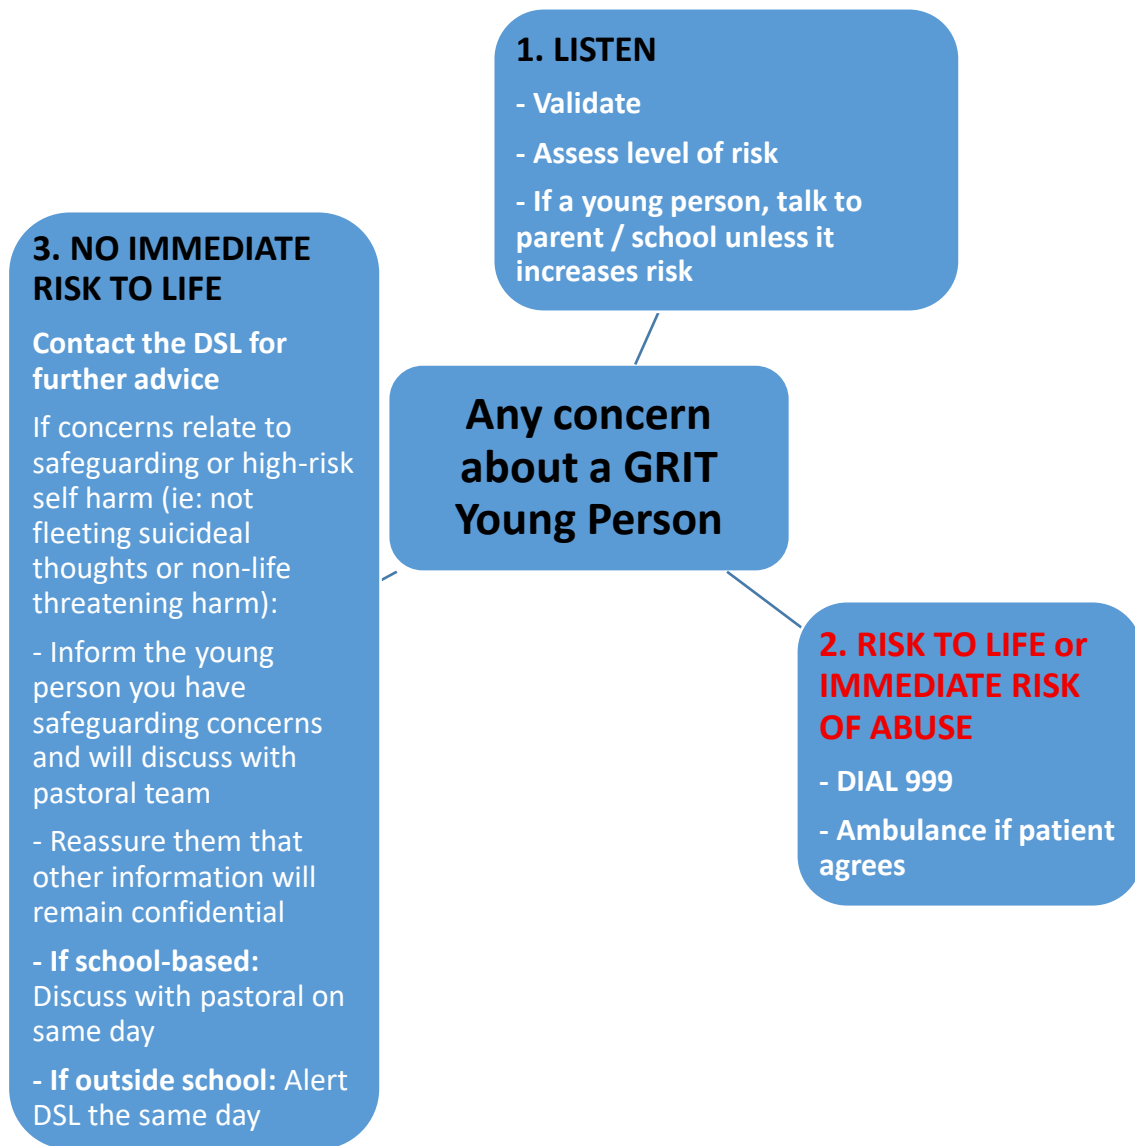 1. LISTEN
- Validate
- Assess level of risk
- If a young person, talk to
parent / school unless it
increases risk
Any concern
about a GRIT
Young Person
2. RISK TO LIFE or
IMMEDIATE RISK
OF ABUSE
- DIAL 999
- Ambulance if patient
agrees
3. NO IMMEDIATE
RISK TO LIFE
Contact the DSL for
further advice
If concerns relate to
safeguarding or high-risk
self harm (ie: not
fleeting suicideal
thoughts or non-life
threatening harm):
- Inform the young
person you have
safeguarding concerns
and will discuss with
pastoral team
- Reassure them that
other information will
remain confidential
- If school-based:
Discuss with pastoral on
same day
- If outside school: Alert
DSL the same day